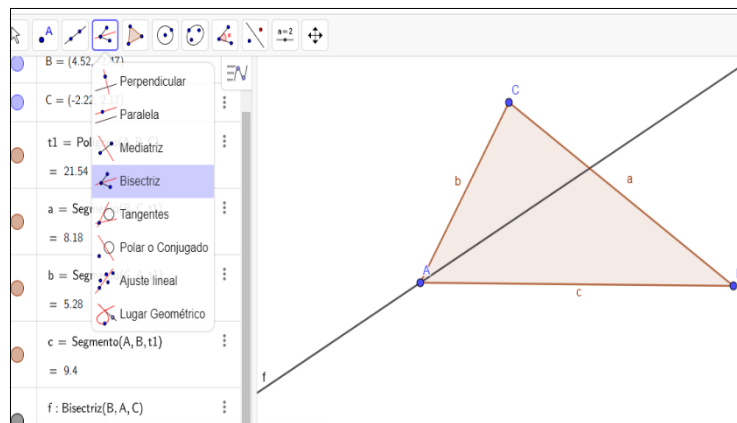 A
a=2
B = (4.52,
C = (-2.22,
t1 = Pol
= 21.54
a = Seg
= 8.18
b = Seg
= 5.28
c = Segmento(A, B, t1)
= 9.4
f : Bisectriz(B, A, C)
Perpendicular
Paralela
Mediatriz
Bisectriz
Tangentes
Polar o Conjugado
Ajuste lineal
Lugar Geométrico
C
b
a
A
c
f